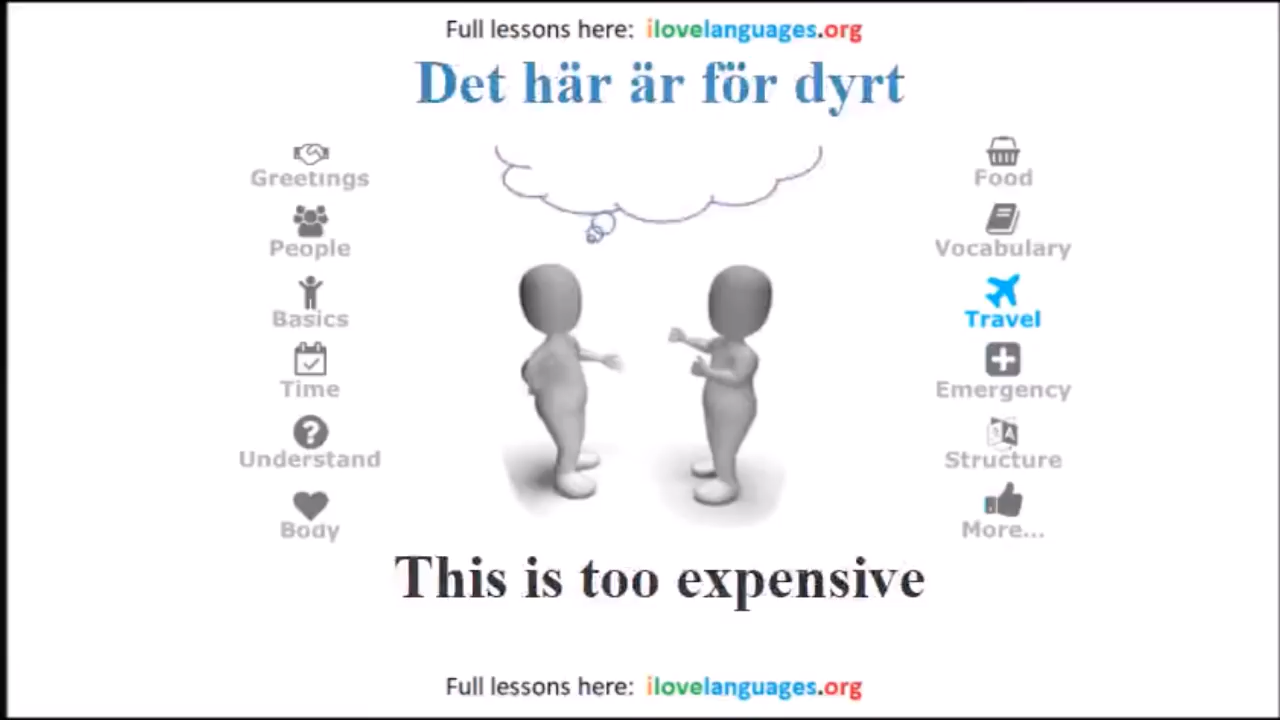 Full lessons here: ilovelanguages.org
Det här är för dyrt
Greetings
People
Basics
Time
Understand
Body
Food
Vocabulary
Travel
Emergency
Structure
More...
This is too expensive
Full lessons here: ilovelanguages.org